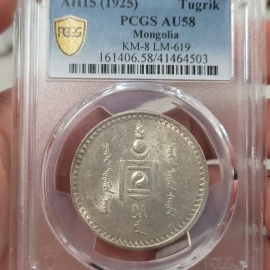 AH15 (1925) Tugrik
PCGS AU58
Mongolia
KM-8 LM-619
161406.58/41464503
PCGS